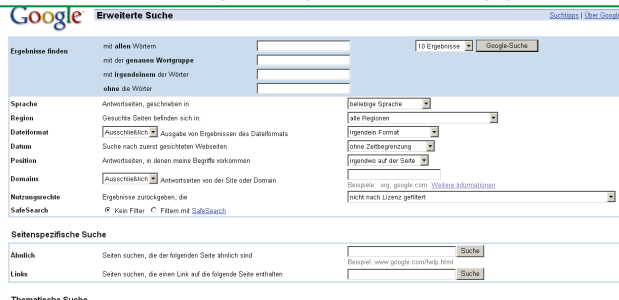 Google Erweiterte Suche Suchtipps | Über Google
Ergebnisse finden mit allen Wörtern 10 Ergebnisse Google-Suche
mit der genauen Wortgruppe
mit irgendeinem der Wörter
ohne die Wörter
Sprache Antwortseiten, geschrieben in beliebige Sprache
Region Gesuchte Seiten befinden sich in: alle Regionen
Dateiformat Ausschließlich Ausgabe von Ergebnissen des Dateiformats irgendein Format
Datum Suche nach zuerst gesichteten Webseiten ohne Zeitbegrenzung
Position Antwortseiten, in denen meine Begriffe vorkommen irgendwo auf der Seite
Domains Ausschließlich Antwortseiten von der Site oder Domain
Beispiele: .org, google.com Weitere Informationen
Nutzungsrechte Ergebnisse zurückgeben, die nicht nach Lizenz gefiltert
SafeSearch Kein Filter Filtern mit SafeSearch
Seitenspezifische Suche
Ähnlich Seiten suchen, die der folgenden Seite ähnlich sind Suche
Beispiel: www.google.com/help.html
Links Seiten suchen, die einen Link auf die folgende Seite enthalten Suche
Thematische Suche